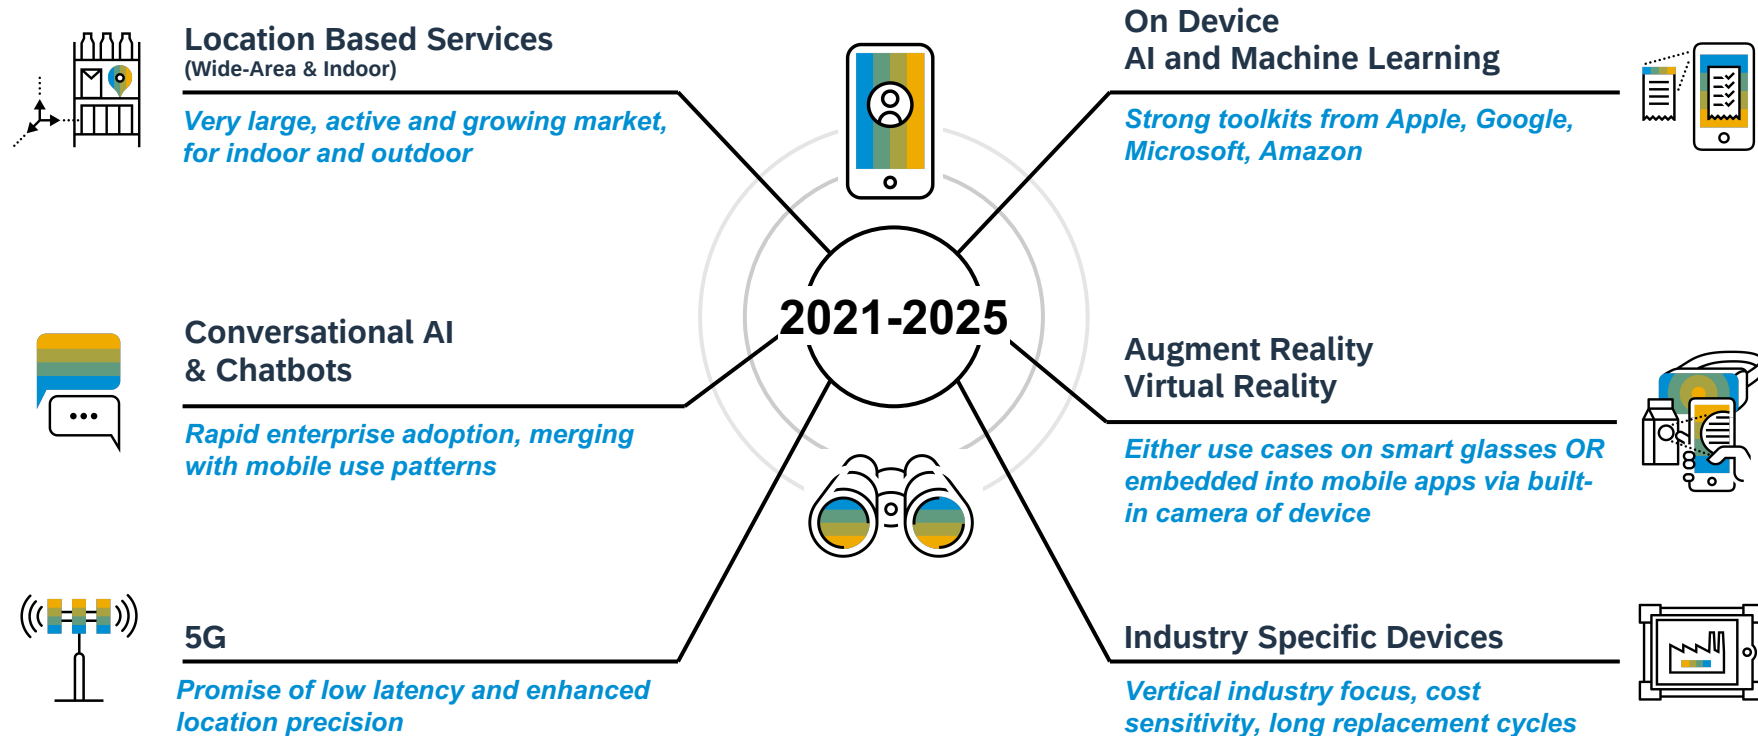 Location Based Services
(Wide-Area & Indoor)
Very large, active and growing market,
for indoor and outdoor
Conversational AI
& Chatbots
Rapid enterprise adoption, merging
with mobile use patterns
5G
Promise of low latency and enhanced
location precision
2021-2025
On Device
AI and Machine Learning
Strong toolkits from Apple, Google,
Microsoft, Amazon
Augment Reality
Virtual Reality
Either use cases on smart glasses OR
embedded into mobile apps via built-
in camera of device
Industry Specific Devices
Vertical industry focus, cost
sensitivity, long replacement cycles